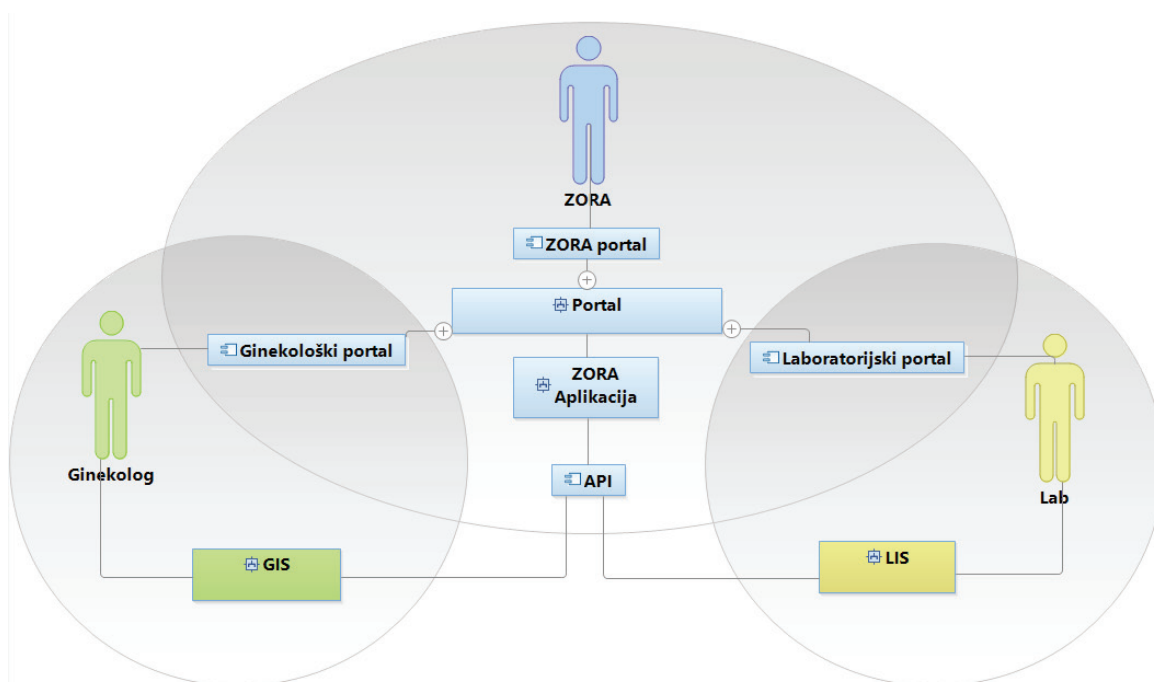 ZORA
ZORA portal
Portal
Ginekološki portal
Laboratorijski portal
ZORA
Aplikacija
Ginekolog
API
Lab
GIS
LIS